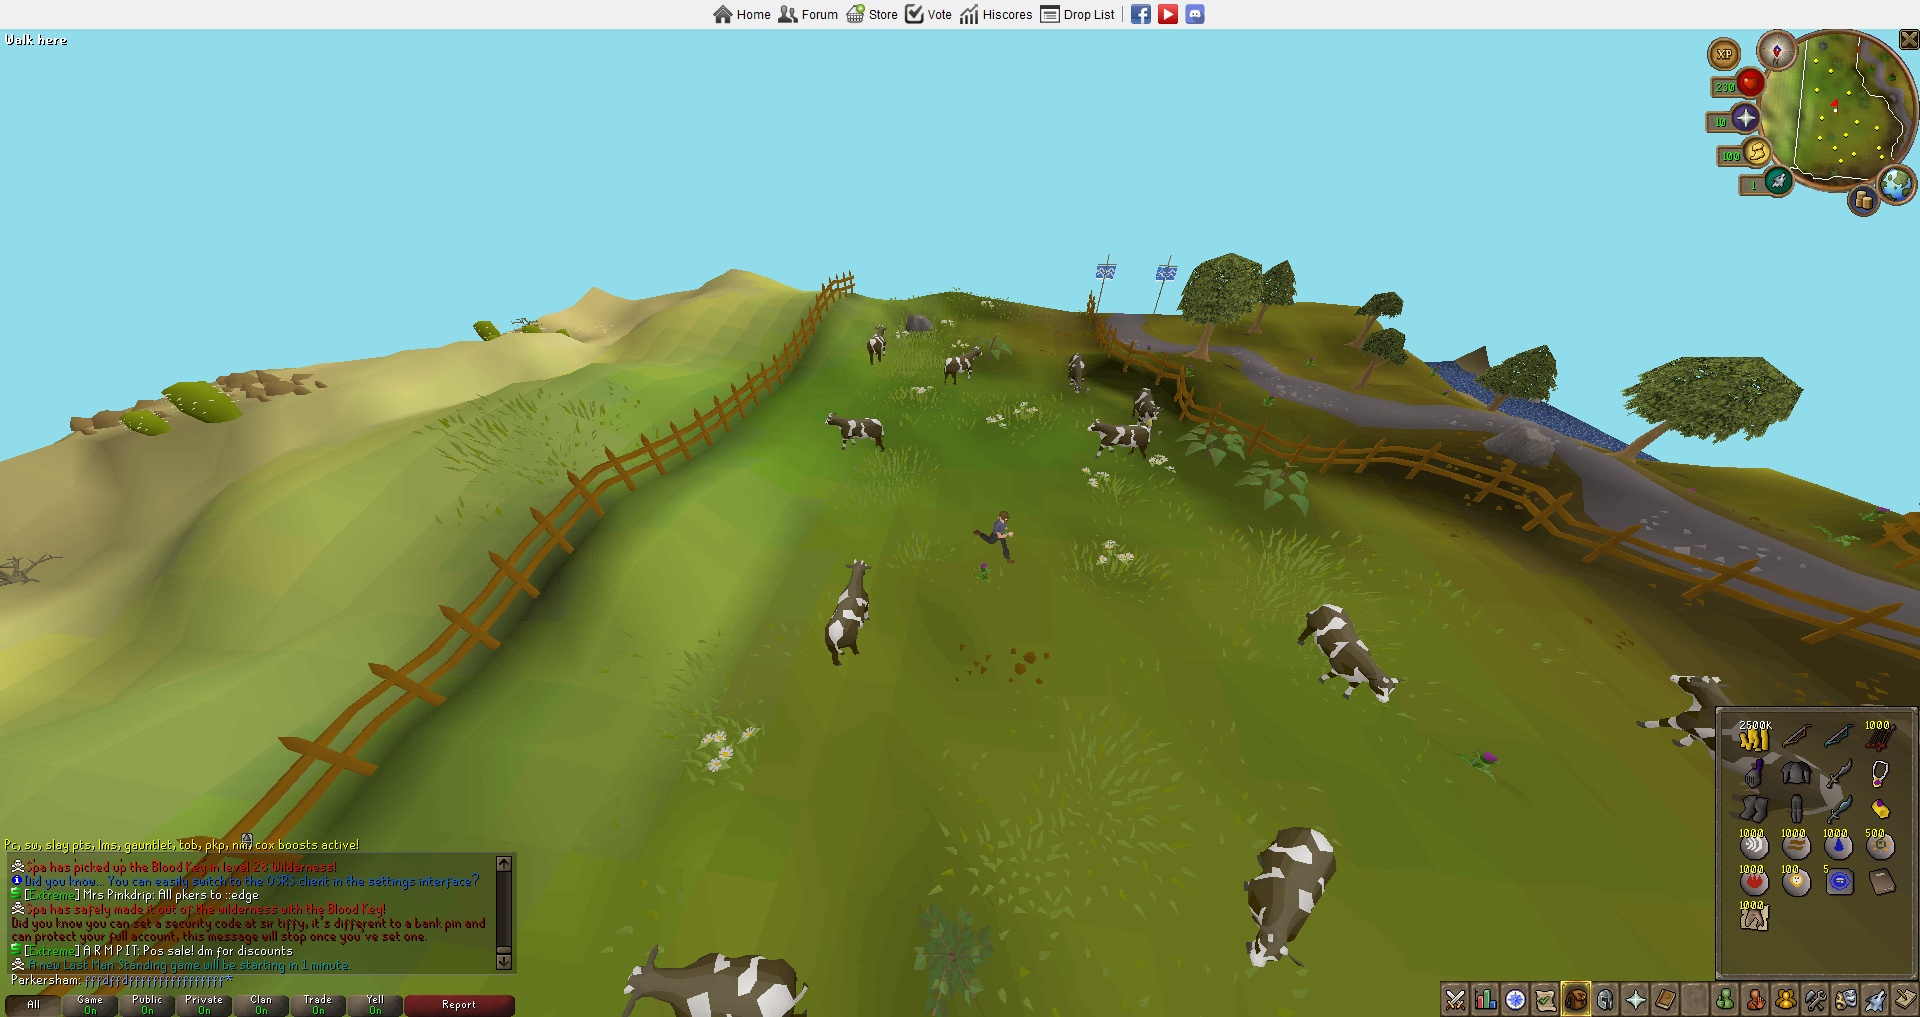 Home Forum Store Vote Hiscores Drop List
Walk here
XP
230
10
100
1
2500K 1000
1000 1000 1000 500
1000 100 5
1000
Pc, su, slay pts, lms, gauntlet, tob, pkp, nm, cox boosts active!
Spa has picked up the Blood Key in level 28 Wilderness!
Did you know... You can easily switch to the OSRS client in the settings interface?
[Extreme] Mrs Pinkdrip: All pkers to ::edge
Spa has safely made it out of the wilderness with the Blood Key!
Did you know you can set a security code at sir tiffy, it's different to a bank pin and
can protect your full account, this message will stop once you've set one.
[Extreme] A R M P I T: Pos sale! dm for discounts
A new Last Man Standing game will be starting in 1 minute.
Parkersham:
All Game Public Private Clan Trade Yell Report
On On On On On On